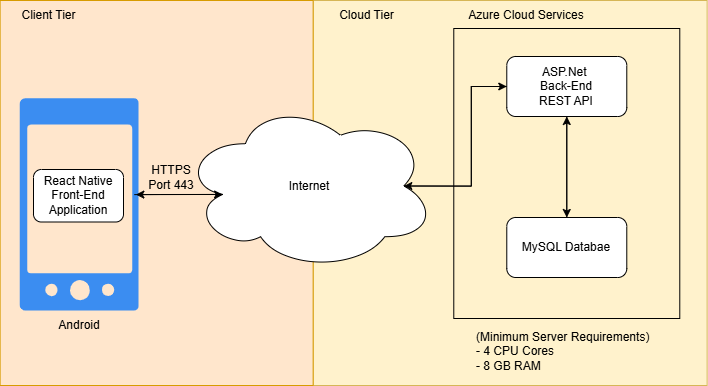 Client Tier
Cloud Tier
Azure Cloud Services
ASP.Net
Back-End
REST API
React Native
Front-End
Application
HTTPS
Port 443
Internet
MySQL Databae
Android
(Minimum Server Requirements)
- 4 CPU Cores
- 8 GB RAM